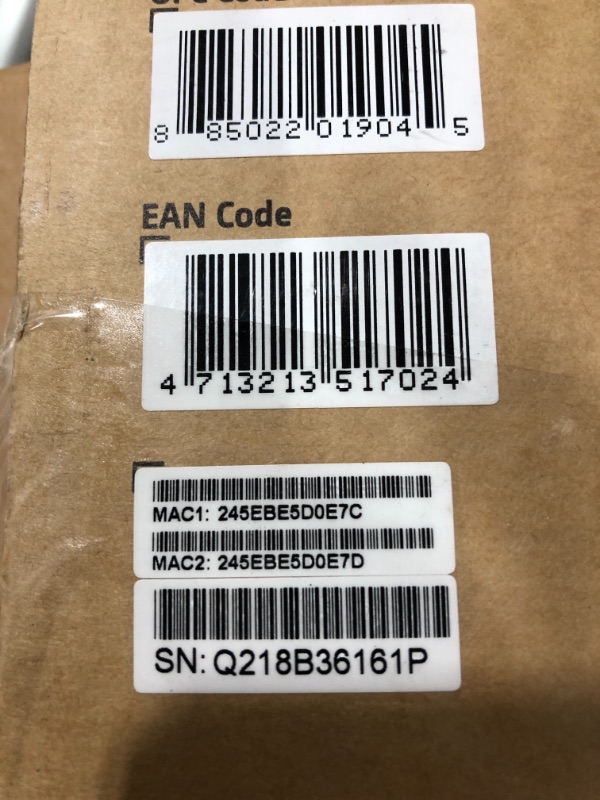 8 85022 01904 5
EAN Code
4 713213 517024
MAC1: 245EBE5D0E7C
MAC2: 245EBE5D0E7D
SN: Q218B36161P